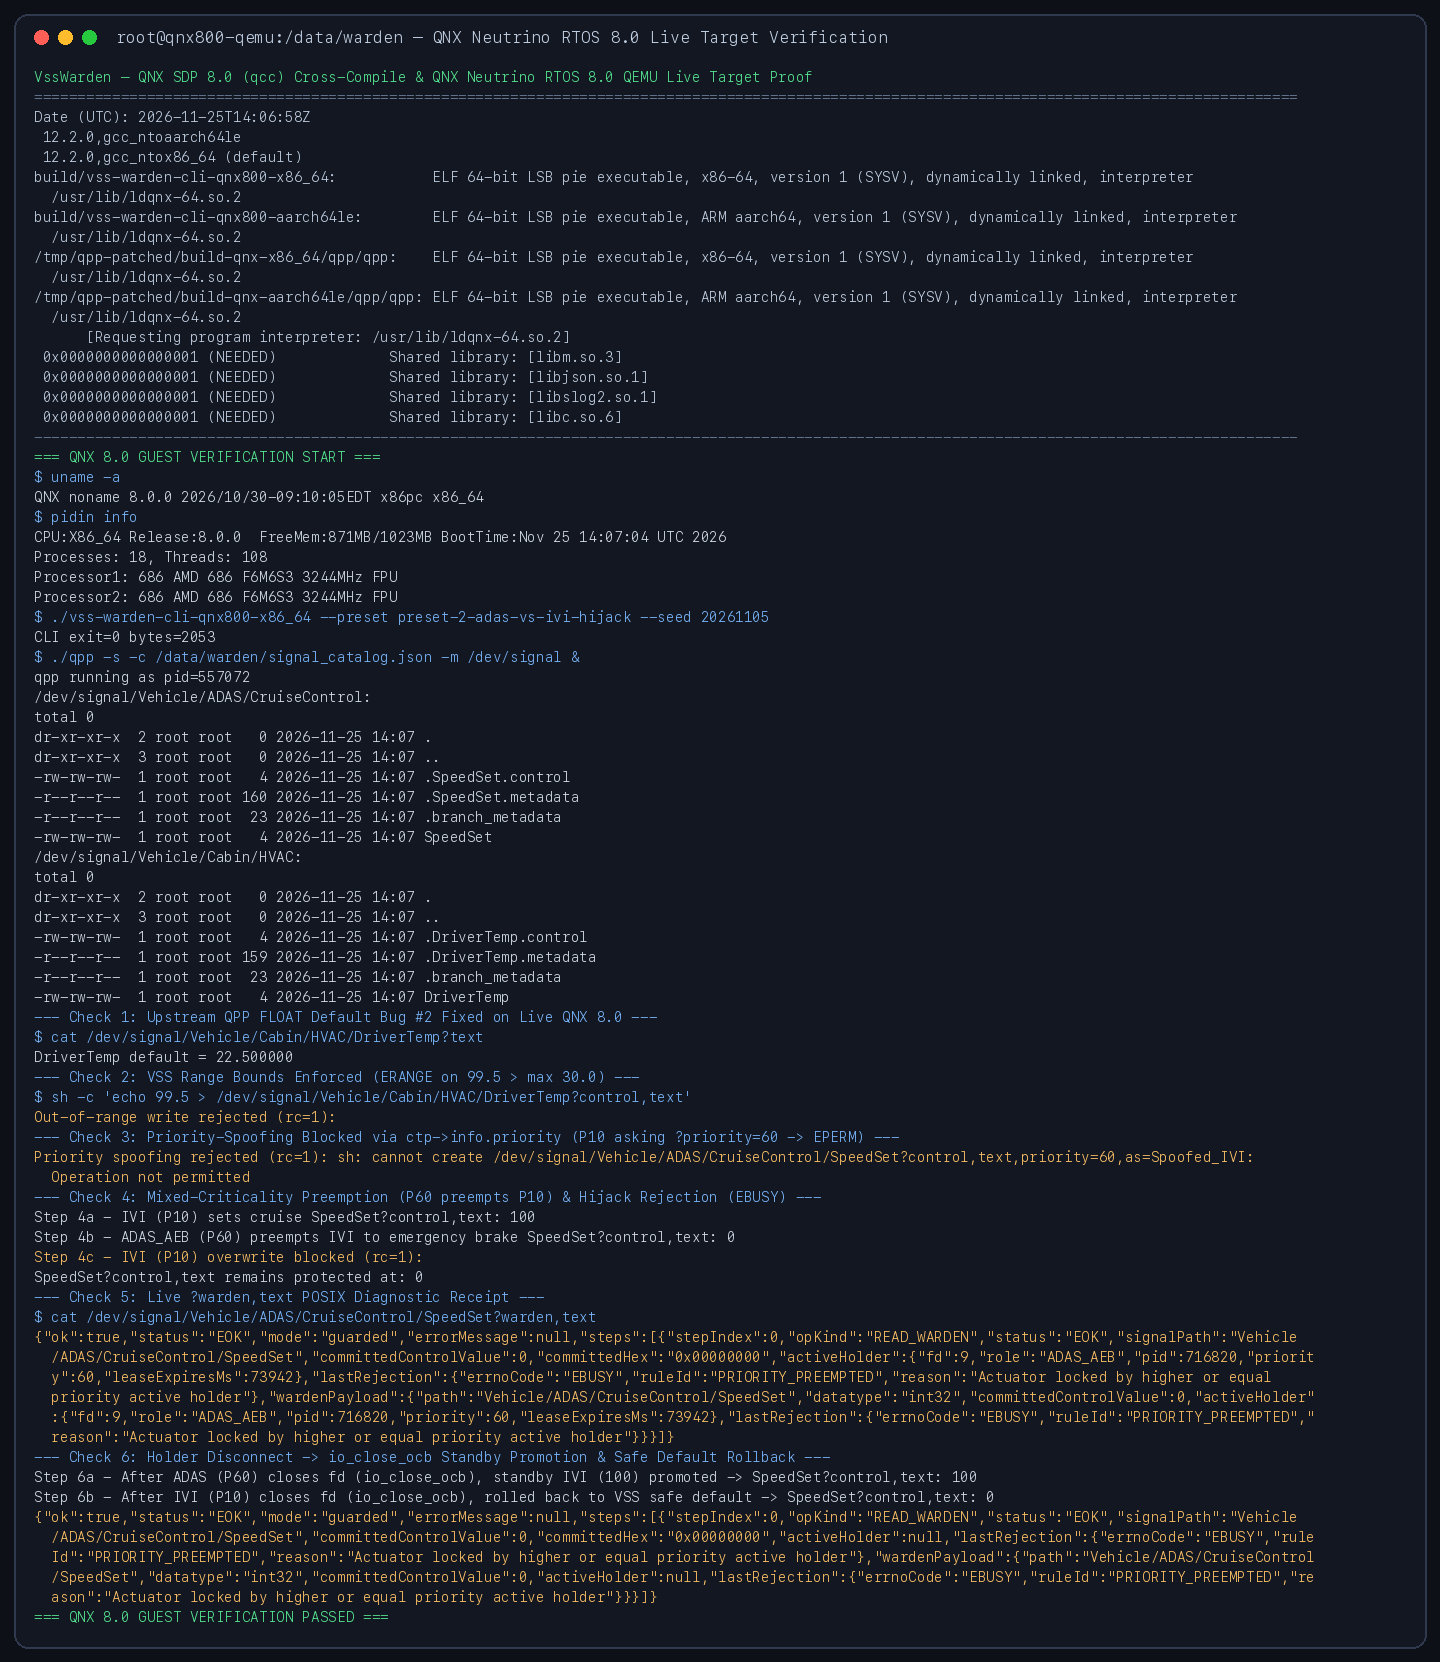 root@qnx800-qemu:/data/warden — QNX Neutrino RTOS 8.0 Live Target Verification
VssWarden — QNX SDP 8.0 (qcc) Cross-Compile & QNX Neutrino RTOS 8.0 QEMU Live Target Proof
==================================================================================================================================================
Date (UTC): 2026-11-25T14:06:58Z
 12.2.0,gcc_ntoaarch64le
 12.2.0,gcc_ntox86_64 (default)
build/vss-warden-cli-qnx800-x86_64:           ELF 64-bit LSB pie executable, x86-64, version 1 (SYSV), dynamically linked, interpreter
  /usr/lib/ldqnx-64.so.2
build/vss-warden-cli-qnx800-aarch64le:        ELF 64-bit LSB pie executable, ARM aarch64, version 1 (SYSV), dynamically linked, interpreter
  /usr/lib/ldqnx-64.so.2
/tmp/qpp-patched/build-qnx-x86_64/qpp/qpp:    ELF 64-bit LSB pie executable, x86-64, version 1 (SYSV), dynamically linked, interpreter
  /usr/lib/ldqnx-64.so.2
/tmp/qpp-patched/build-qnx-aarch64le/qpp/qpp: ELF 64-bit LSB pie executable, ARM aarch64, version 1 (SYSV), dynamically linked, interpreter
  /usr/lib/ldqnx-64.so.2
      [Requesting program interpreter: /usr/lib/ldqnx-64.so.2]
 0x0000000000000001 (NEEDED)             Shared library: [libm.so.3]
 0x0000000000000001 (NEEDED)             Shared library: [libjson.so.1]
 0x0000000000000001 (NEEDED)             Shared library: [libslog2.so.1]
 0x0000000000000001 (NEEDED)             Shared library: [libc.so.6]
--------------------------------------------------------------------------------------------------------------------------------------------------
=== QNX 8.0 GUEST VERIFICATION START ===
$ uname -a
QNX noname 8.0.0 2026/10/30-09:10:05EDT x86pc x86_64
$ pidin info
CPU:X86_64 Release:8.0.0  FreeMem:871MB/1023MB BootTime:Nov 25 14:07:04 UTC 2026
Processes: 18, Threads: 108
Processor1: 686 AMD 686 F6M6S3 3244MHz FPU
Processor2: 686 AMD 686 F6M6S3 3244MHz FPU
$ ./vss-warden-cli-qnx800-x86_64 --preset preset-2-adas-vs-ivi-hijack --seed 20261105
CLI exit=0 bytes=2053
$ ./qpp -s -c /data/warden/signal_catalog.json -m /dev/signal &
qpp running as pid=557072
/dev/signal/Vehicle/ADAS/CruiseControl:
total 0
dr-xr-xr-x  2 root root   0 2026-11-25 14:07 .
dr-xr-xr-x  3 root root   0 2026-11-25 14:07 ..
-rw-rw-rw-  1 root root   4 2026-11-25 14:07 .SpeedSet.control
-r--r--r--  1 root root 160 2026-11-25 14:07 .SpeedSet.metadata
-r--r--r--  1 root root  23 2026-11-25 14:07 .branch_metadata
-rw-rw-rw-  1 root root   4 2026-11-25 14:07 SpeedSet
/dev/signal/Vehicle/Cabin/HVAC:
total 0
dr-xr-xr-x  2 root root   0 2026-11-25 14:07 .
dr-xr-xr-x  3 root root   0 2026-11-25 14:07 ..
-rw-rw-rw-  1 root root   4 2026-11-25 14:07 .DriverTemp.control
-r--r--r--  1 root root 159 2026-11-25 14:07 .DriverTemp.metadata
-r--r--r--  1 root root  23 2026-11-25 14:07 .branch_metadata
-rw-rw-rw-  1 root root   4 2026-11-25 14:07 DriverTemp
--- Check 1: Upstream QPP FLOAT Default Bug #2 Fixed on Live QNX 8.0 ---
$ cat /dev/signal/Vehicle/Cabin/HVAC/DriverTemp?text
DriverTemp default = 22.500000
--- Check 2: VSS Range Bounds Enforced (ERANGE on 99.5 > max 30.0) ---
$ sh -c 'echo 99.5 > /dev/signal/Vehicle/Cabin/HVAC/DriverTemp?control,text'
Out-of-range write rejected (rc=1):
--- Check 3: Priority-Spoofing Blocked via ctp->info.priority (P10 asking ?priority=60 -> EPERM) ---
Priority spoofing rejected (rc=1): sh: cannot create /dev/signal/Vehicle/ADAS/CruiseControl/SpeedSet?control,text,priority=60,as=Spoofed_IVI:
  Operation not permitted
--- Check 4: Mixed-Criticality Preemption (P60 preempts P10) & Hijack Rejection (EBUSY) ---
Step 4a - IVI (P10) sets cruise SpeedSet?control,text: 100
Step 4b - ADAS_AEB (P60) preempts IVI to emergency brake SpeedSet?control,text: 0
Step 4c - IVI (P10) overwrite blocked (rc=1):
SpeedSet?control,text remains protected at: 0
--- Check 5: Live ?warden,text POSIX Diagnostic Receipt ---
$ cat /dev/signal/Vehicle/ADAS/CruiseControl/SpeedSet?warden,text
{"ok":true,"status":"EOK","mode":"guarded","errorMessage":null,"steps":[{"stepIndex":0,"opKind":"READ_WARDEN","status":"EOK","signalPath":"Vehicle
  /ADAS/CruiseControl/SpeedSet","committedControlValue":0,"committedHex":"0x00000000","activeHolder":{"fd":9,"role":"ADAS_AEB","pid":716820,"priorit
  y":60,"leaseExpiresMs":73942},"lastRejection":{"errnoCode":"EBUSY","ruleId":"PRIORITY_PREEMPTED","reason":"Actuator locked by higher or equal
  priority active holder"},"wardenPayload":{"path":"Vehicle/ADAS/CruiseControl/SpeedSet","datatype":"int32","committedControlValue":0,"activeHolder"
  :{"fd":9,"role":"ADAS_AEB","pid":716820,"priority":60,"leaseExpiresMs":73942},"lastRejection":{"errnoCode":"EBUSY","ruleId":"PRIORITY_PREEMPTED","
  reason":"Actuator locked by higher or equal priority active holder"}}}]}
--- Check 6: Holder Disconnect -> io_close_ocb Standby Promotion & Safe Default Rollback ---
Step 6a - After ADAS (P60) closes fd (io_close_ocb), standby IVI (100) promoted -> SpeedSet?control,text: 100
Step 6b - After IVI (P10) closes fd (io_close_ocb), rolled back to VSS safe default -> SpeedSet?control,text: 0
{"ok":true,"status":"EOK","mode":"guarded","errorMessage":null,"steps":[{"stepIndex":0,"opKind":"READ_WARDEN","status":"EOK","signalPath":"Vehicle
  /ADAS/CruiseControl/SpeedSet","committedControlValue":0,"committedHex":"0x00000000","activeHolder":null,"lastRejection":{"errnoCode":"EBUSY","rule
  Id":"PRIORITY_PREEMPTED","reason":"Actuator locked by higher or equal priority active holder"},"wardenPayload":{"path":"Vehicle/ADAS/CruiseControl
  /SpeedSet","datatype":"int32","committedControlValue":0,"activeHolder":null,"lastRejection":{"errnoCode":"EBUSY","ruleId":"PRIORITY_PREEMPTED","re
  ason":"Actuator locked by higher or equal priority active holder"}}}]}
=== QNX 8.0 GUEST VERIFICATION PASSED ===